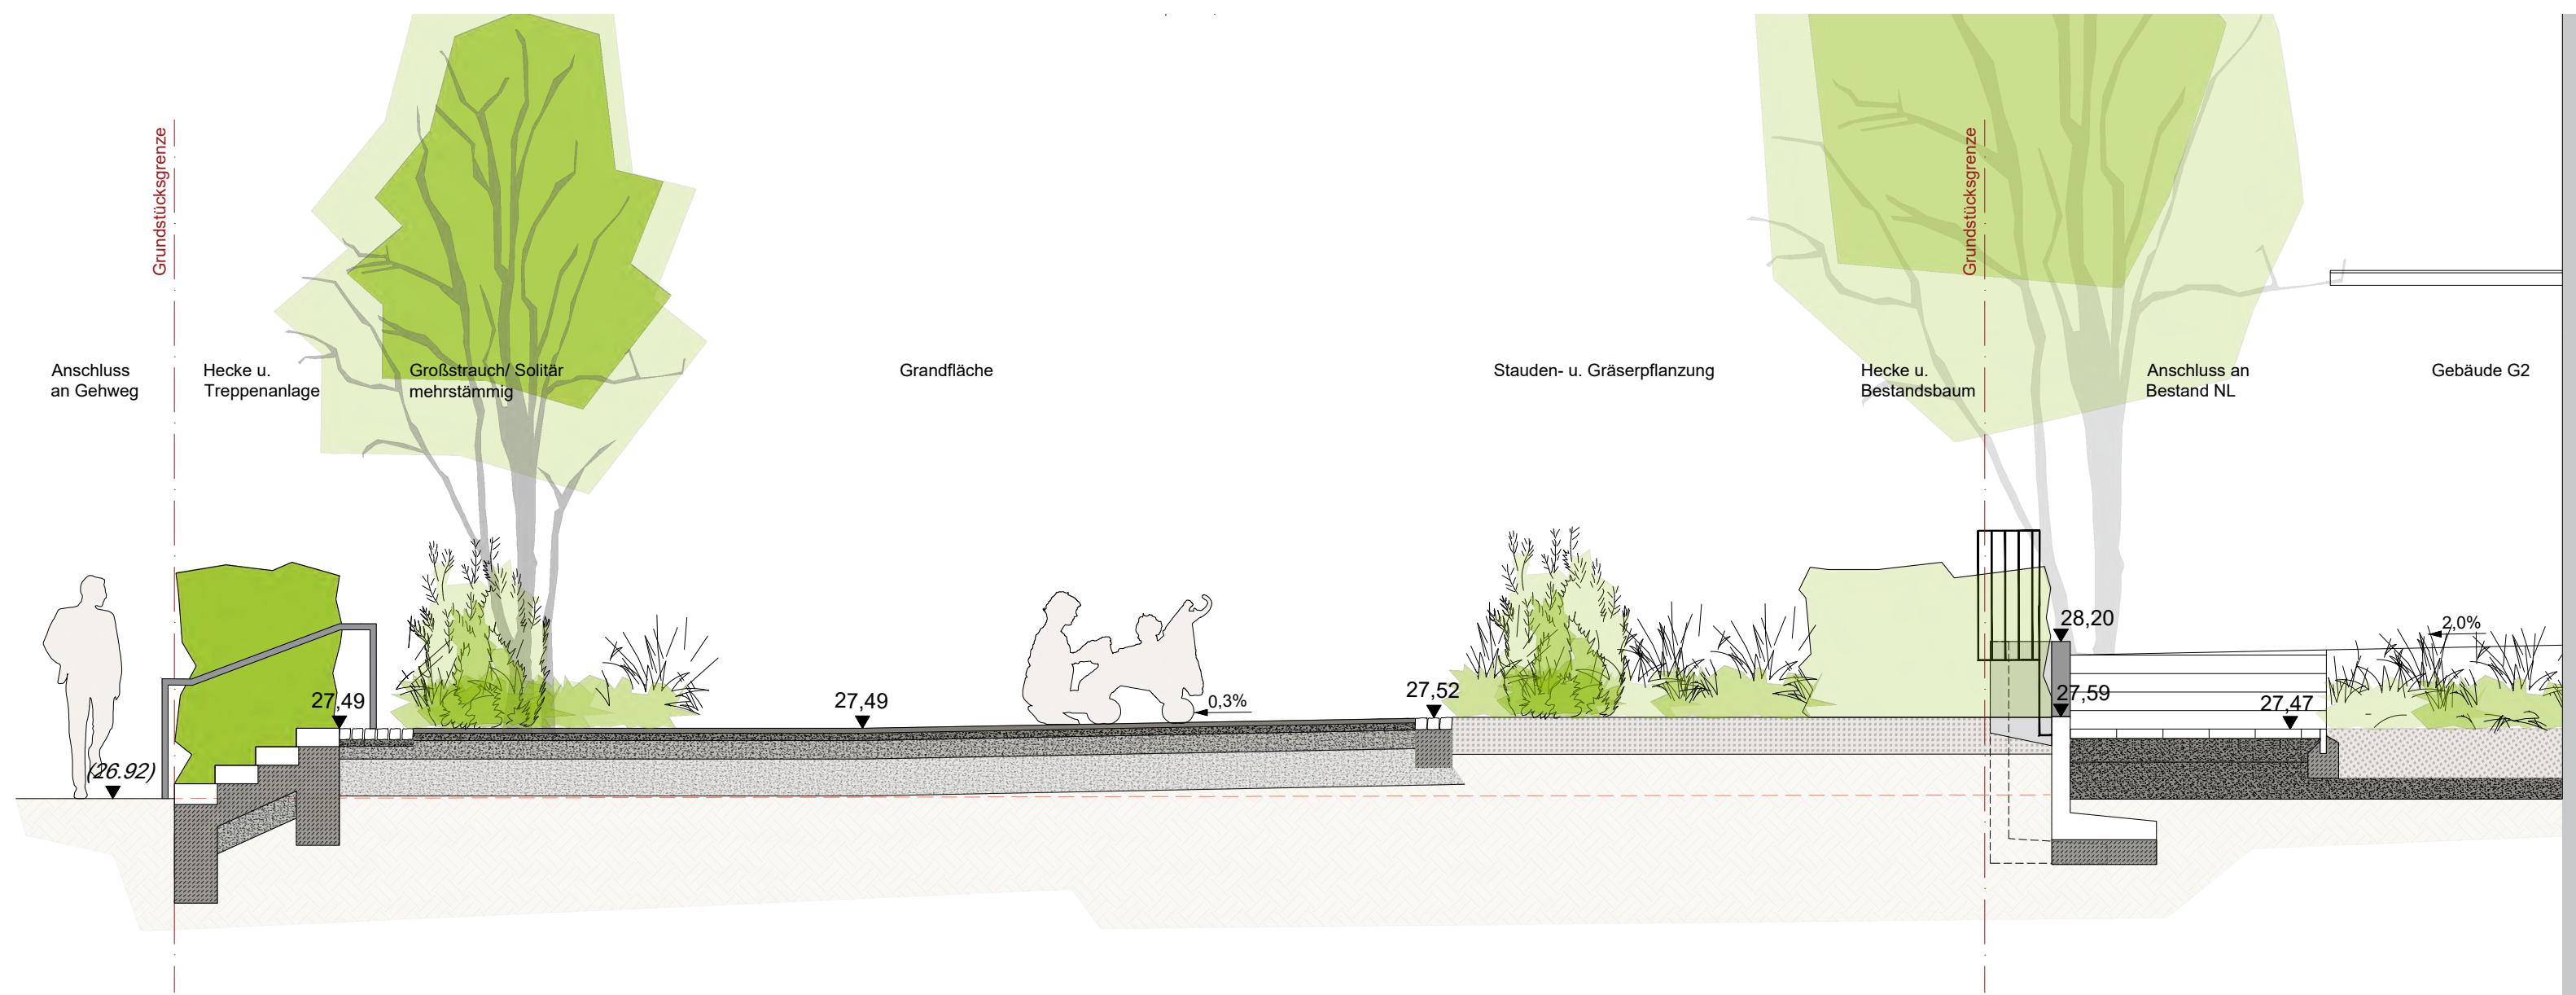 Grundstücksgrenze
Grundstücksgrenze
Anschluss
an Gehweg
Hecke u.
Treppenanlage
Großstrauch/ Solitär
mehrstämmig
Grandfläche
Stauden- u. Gräserpflanzung
Hecke u.
Bestandsbaum
Anschluss an
Bestand NL
Gebäude G2
28,20
2,0%
27,49
27,49
0,3%
27,52
27,59
27,47
(26.92)